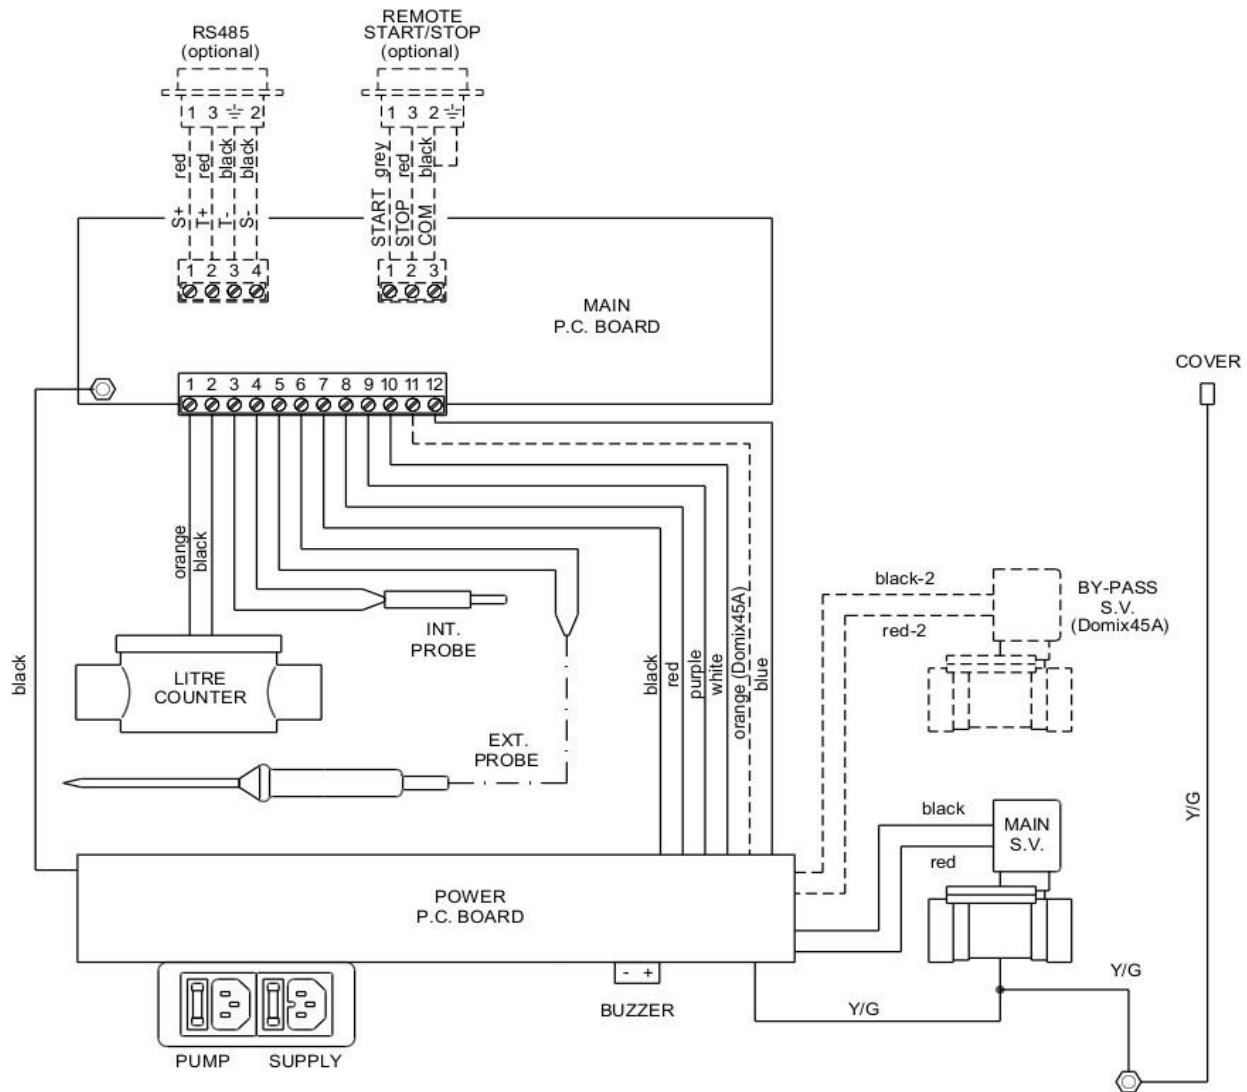 RS485
(optional)
REMOTE
START/STOP
(optional)
1 3 2
1 3 2
red
red
black
black
grey
red
black
S+
T+
T-
S-
START
STOP
COM
1 2 3 4
1 2 3
MAIN
P.C. BOARD
COVER
1 2 3 4 5 6 7 8 9 10 11 12
orange
black
black-2
red-2
BY-PASS
S.V.
(Domix45A)
INT.
PROBE
black
LITRE
COUNTER
black
red
purple
white
orange (Domix45A)
blue
EXT.
PROBE
Y/G
black
red
MAIN
S.V.
POWER
P.C. BOARD
- +
BUZZER
Y/G
Y/G
PUMP
SUPPLY